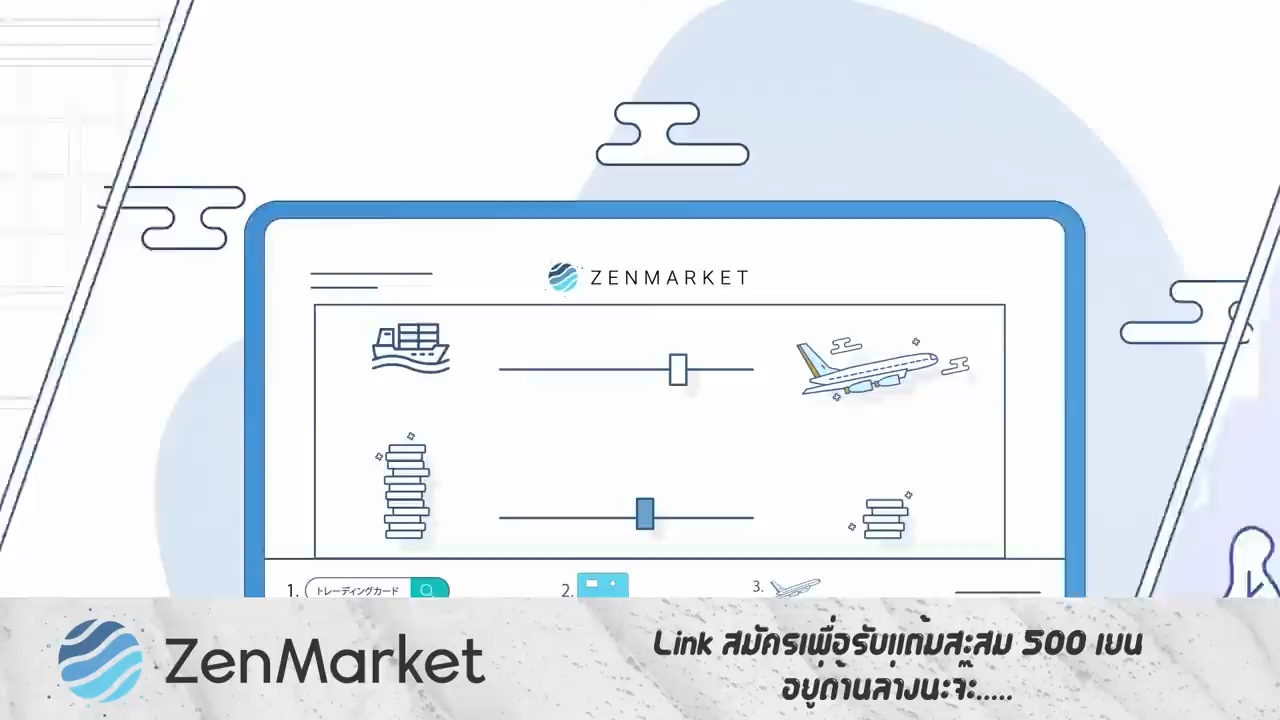 ZENMARKET
1. トレーディングカード
2.
3.
ZenMarket
Link สมัครเพื่อรับแต้มสะสม 500 เยน
อยู่ด้านล่างนะจ๊ะ.....